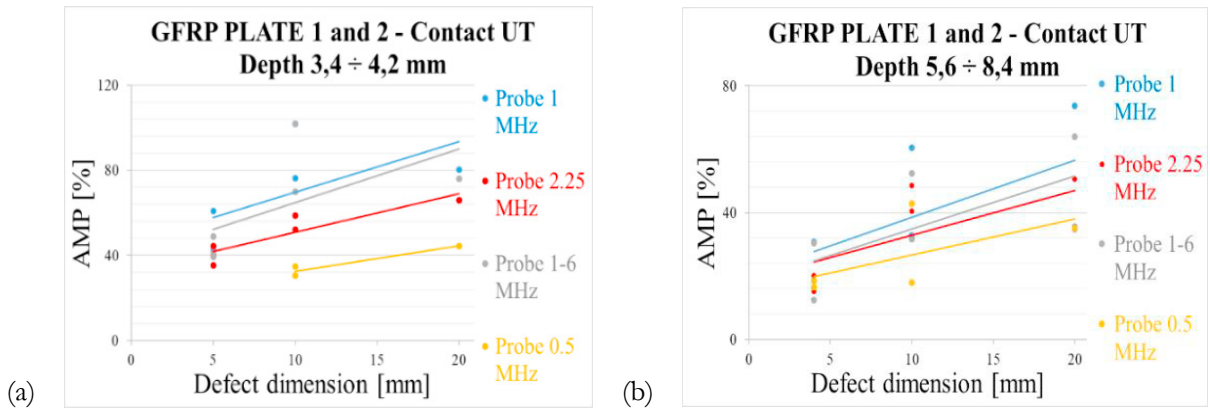 GFRP PLATE 1 and 2 - Contact UT
Depth 3,4 ÷ 4,2 mm
120
80
40
0
AMP [%]
0 5 10 15 20
Defect dimension [mm]
Probe 1
MHz
Probe 2.25
MHz
Probe 1-6
MHz
Probe 0.5
MHz
(a)
GFRP PLATE 1 and 2 - Contact UT
Depth 5,6 ÷ 8,4 mm
80
40
0
AMP [%]
0 5 10 15 20
Defect dimension [mm]
Probe 1
MHz
Probe 2.25
MHz
Probe 1-6
MHz
Probe 0.5
MHz
(b)